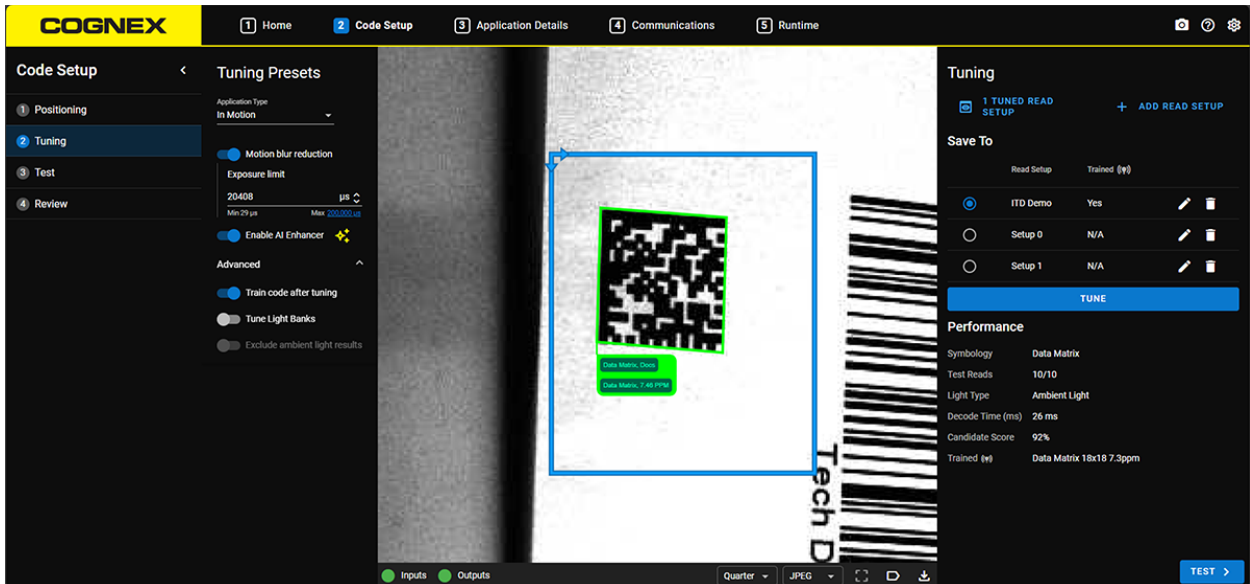 COGNEX
1 Home
2 Code Setup
3 Application Details
4 Communications
5 Runtime
Code Setup
1 Positioning
2 Tuning
3 Test
4 Review
Tuning Presets
Application Type
In Motion
Motion blur reduction
Exposure limit
20408 µs
Min 29 µs Max 200,000 µs
Enable AI Enhancer
Advanced
Train code after tuning
Tune Light Banks
Exclude ambient light results
Data Matrix, Docs
Data Matrix, 7.46 PPM
Tech D
Inputs
Outputs
Quarter
JPEG
Tuning
1 TUNED READ
SETUP
+ ADD READ SETUP
Save To
Read Setup Trained
ITD Demo Yes
Setup 0 N/A
Setup 1 N/A
TUNE
Performance
Symbology Data Matrix
Test Reads 10/10
Light Type Ambient Light
Decode Time (ms) 26 ms
Candidate Score 92%
Trained Data Matrix 18x18 7.3ppm
TEST >